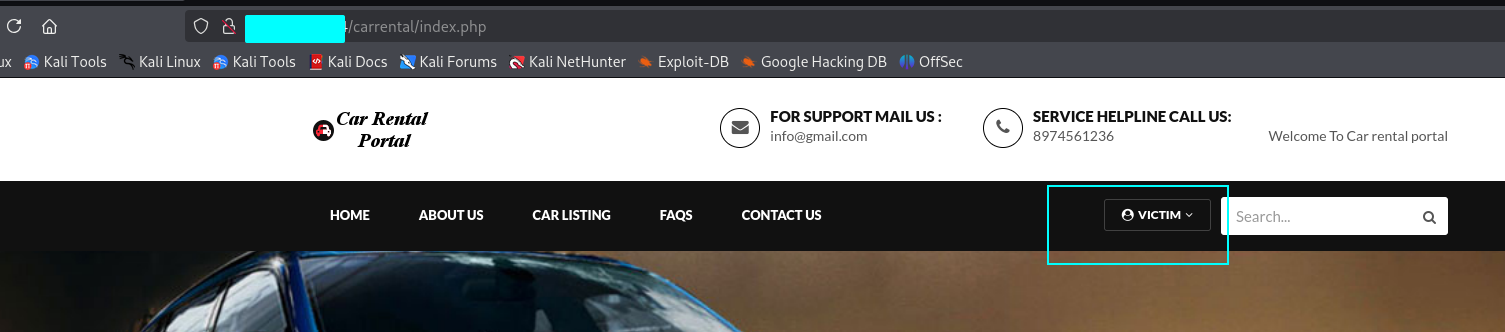 /carrental/index.php
ux Kali Tools Kali Linux Kali Tools Kali Docs Kali Forums Kali NetHunter Exploit-DB Google Hacking DB OffSec
Car Rental
Portal
FOR SUPPORT MAIL US :
info@gmail.com
SERVICE HELPLINE CALL US:
8974561236
Welcome To Car rental portal
HOME ABOUT US CAR LISTING FAQS CONTACT US VICTIM Search...